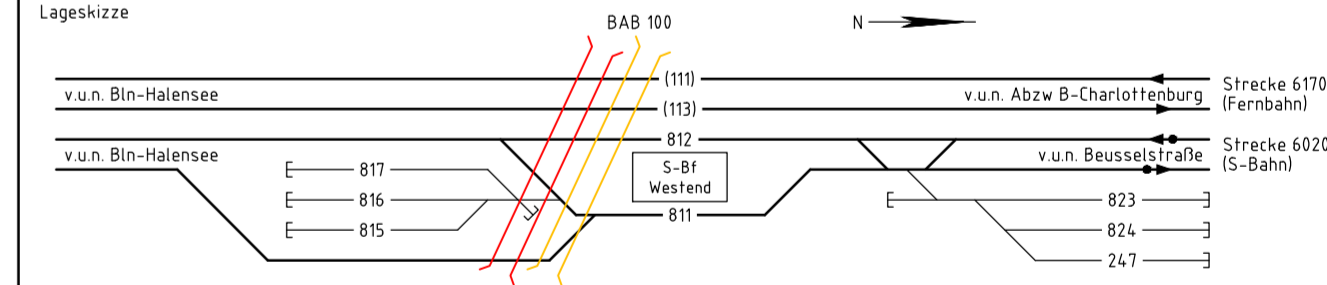 Lageskizze
BAB 100
N
(111)
v.u.n. Bln-Halensee
v.u.n. Abzw B-Charlottenburg
Strecke 6170
(Fernbahn)
(113)
812
v.u.n. Bln-Halensee
v.u.n. Beusselstraße
Strecke 6020
(S-Bahn)
S-Bf
Westend
817
816
815
811
823
824
247